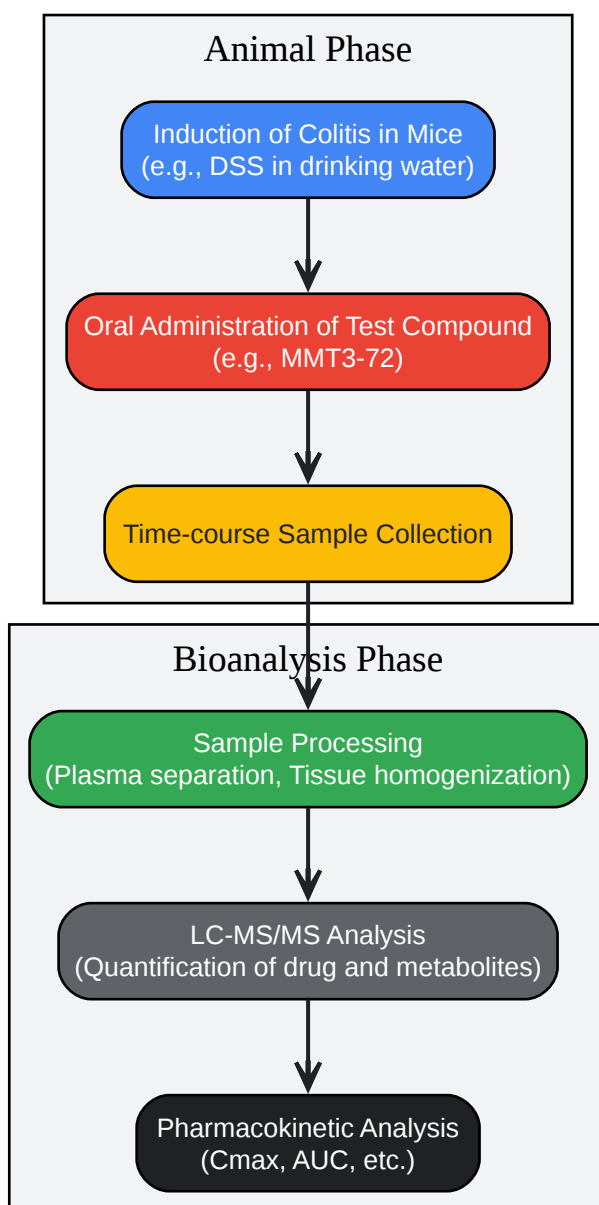 Animal Phase
Induction of Colitis in Mice
(e.g., DSS in drinking water)
Oral Administration of Test Compound
(e.g., MMT3-72)
Time-course Sample Collection
Bioanalysis Phase
Sample Processing
(Plasma separation, Tissue homogenization)
LC-MS/MS Analysis
(Quantification of drug and metabolites)
Pharmacokinetic Analysis
(Cmax, AUC, etc.)